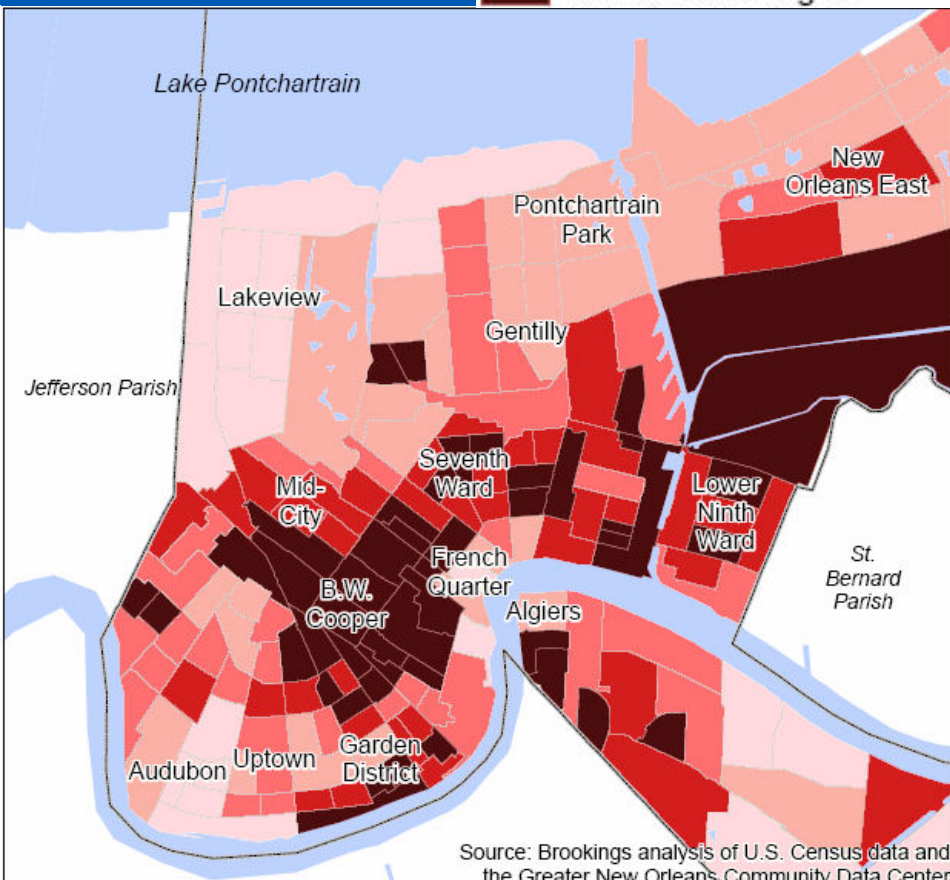 Lake Pontchartrain
New
Orleans East
Pontchartrain
Park
Lakeview
Gentilly
Jefferson Parish
Seventh
Ward
Mid-
City
Lower
Ninth
Ward
French
Quarter
St.
Bernard
Parish
B.W.
Cooper
Algiers
Garden
District
Uptown
Audubon
Source: Brookings analysis of U.S. Census data and
the Greater New Orleans Community Data Center